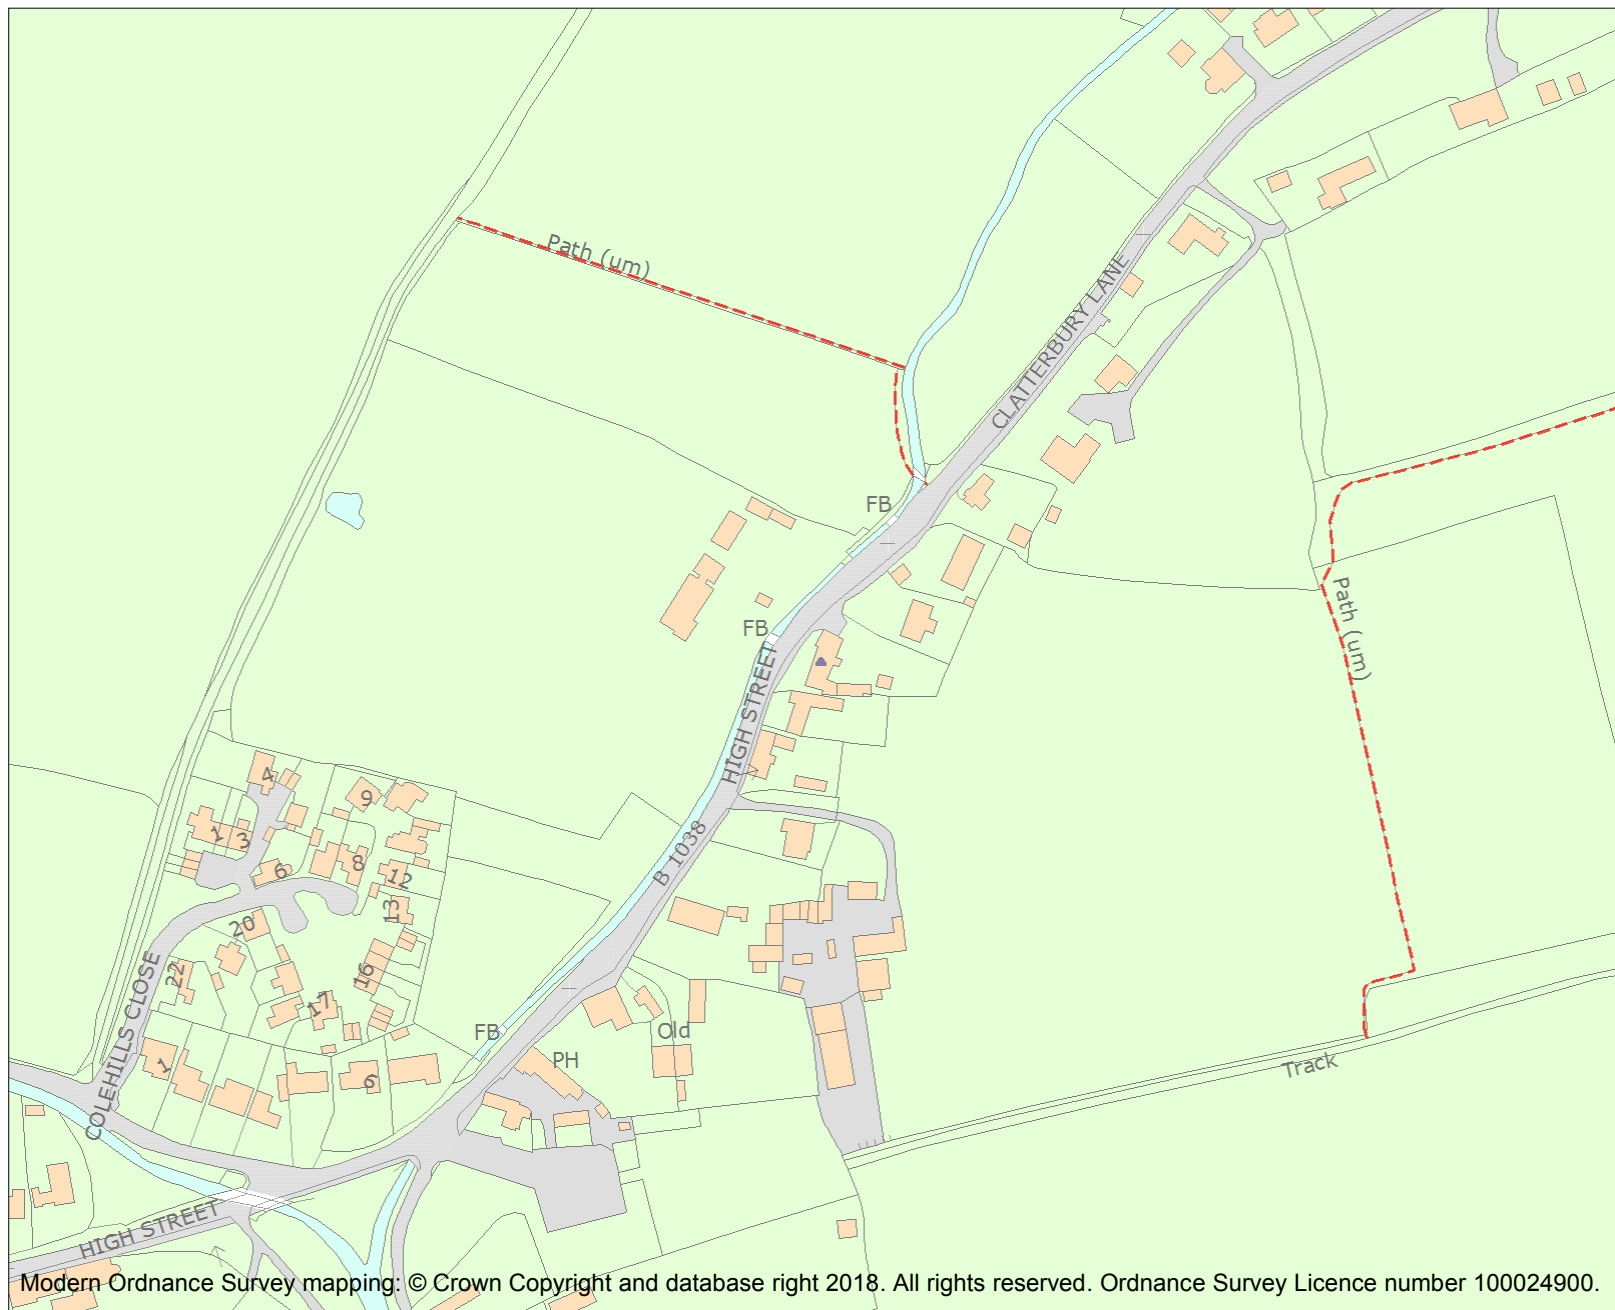 Path (um)
CLATTERBURY LANE
FB
Path (um)
FB
HIGH STREET
4
9
1
3
B 1038
6
8
12
13
20
22
16
17
COLEHILLS CLOSE
FB
Old
PH
1
6
Track
HIGH STREET
Modern Ordnance Survey mapping: © Crown Copyright and database right 2018. All rights reserved. Ordnance Survey Licence number 100024900.